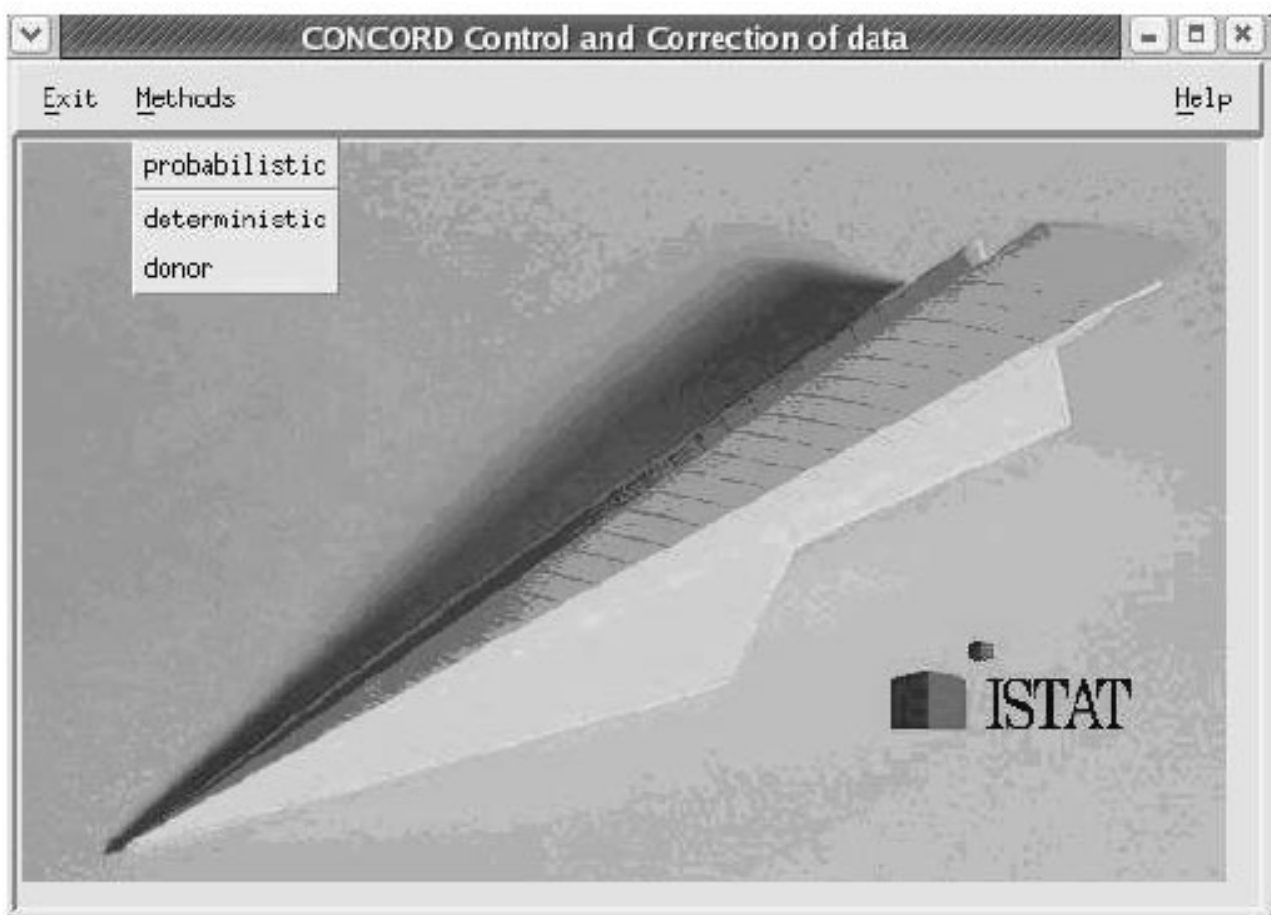 CONCORD Control and Correction of data
Exit Methods Help
probabilistic
deterministic
donor
ISTAT